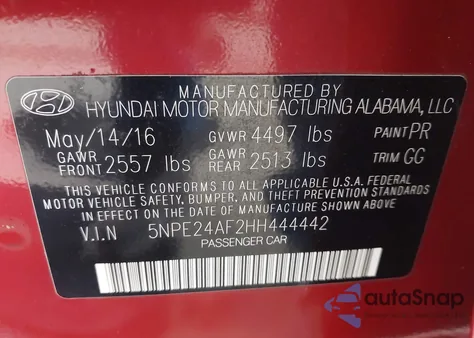 MANUFACTURED BY
HYUNDAI MOTOR MANUFACTURING ALABAMA, LLC
May/14/16 GVWR 4497 lbs PAINT PR
GAWR FRONT 2557 lbs GAWR REAR 2513 lbs TRIM GG
THIS VEHICLE CONFORMS TO ALL APPLICABLE U.S.A. FEDERAL
MOTOR VEHICLE SAFETY, BUMPER, AND THEFT PREVENTION STANDARDS
IN EFFECT ON THE DATE OF MANUFACTURE SHOWN ABOVE.
V.I.N 5NPE24AF2HH444442
PASSENGER CAR
autoSnap